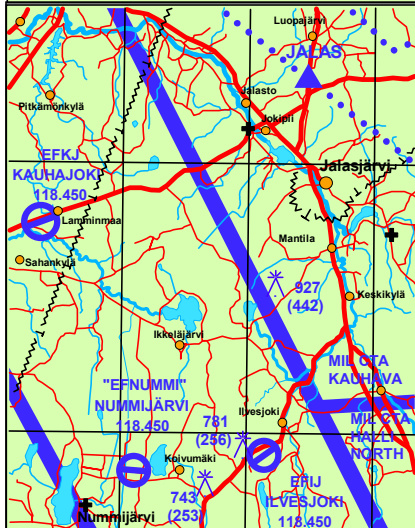 Luopajärvi
JALAS
Pitkämönkylä
Jalasto
Jokipii
EFKJ
KAUHAJOKI
118.450
Jalasjärvi
Lamminmaa
Mantila
Sahankylä
927
(442)
Keskikylä
Ikkeläjärvi
MIL CTA
KAUHAVA
"EFNUMMI"
NUMMIJÄRVI
118.450
781
(256)
Ilvesjoki
MIL CTA
HALLI
NORTH
Koivumäki
743
(253)
EFIJ
ILVESJOKI
118.450
Nummijärvi